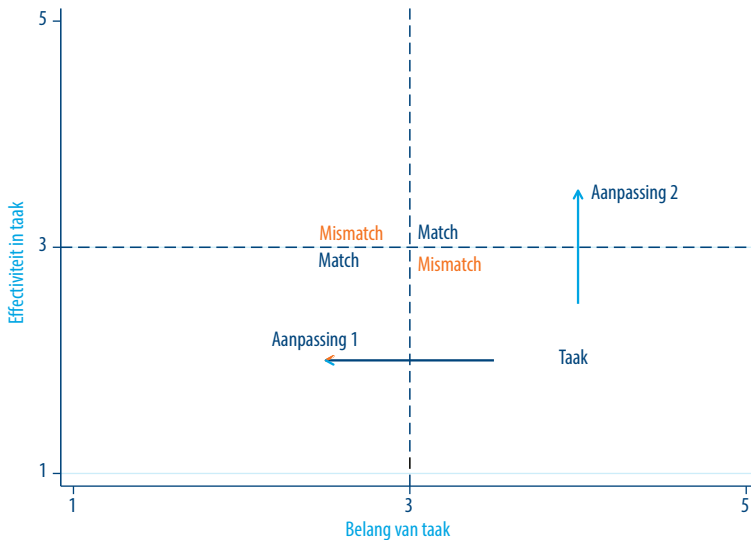 5
Aanpassing 2
Mismatch
Match
3
Match
Mismatch
Effectiviteit in taak
Aanpassing 1
Taak
1
1
3
5
Belang van taak